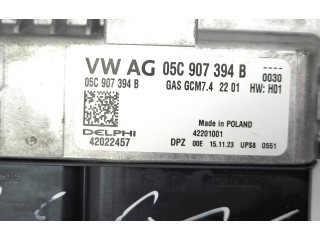 VW AG 05C 907 394 B
05C 907 394 B GAS GCM7.4 22 01 0030
HW: H01
Made in POLAND
DELPHI 42201001
42022457 DPZ 00E 15.11.23 UPS8 0551